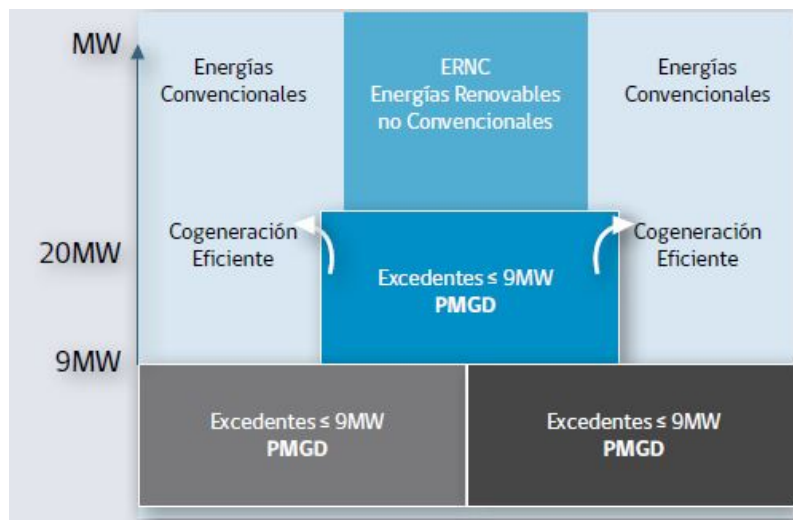 MW
Energías
Convencionales
ERNC
Energías Renovables
no Convencionales
Energías
Convencionales
20MW
Cogeneración
Eficiente
Excedentes ≤ 9MW
PMGD
Cogeneración
Eficiente
9MW
Excedentes ≤ 9MW
PMGD
Excedentes ≤ 9MW
PMGD